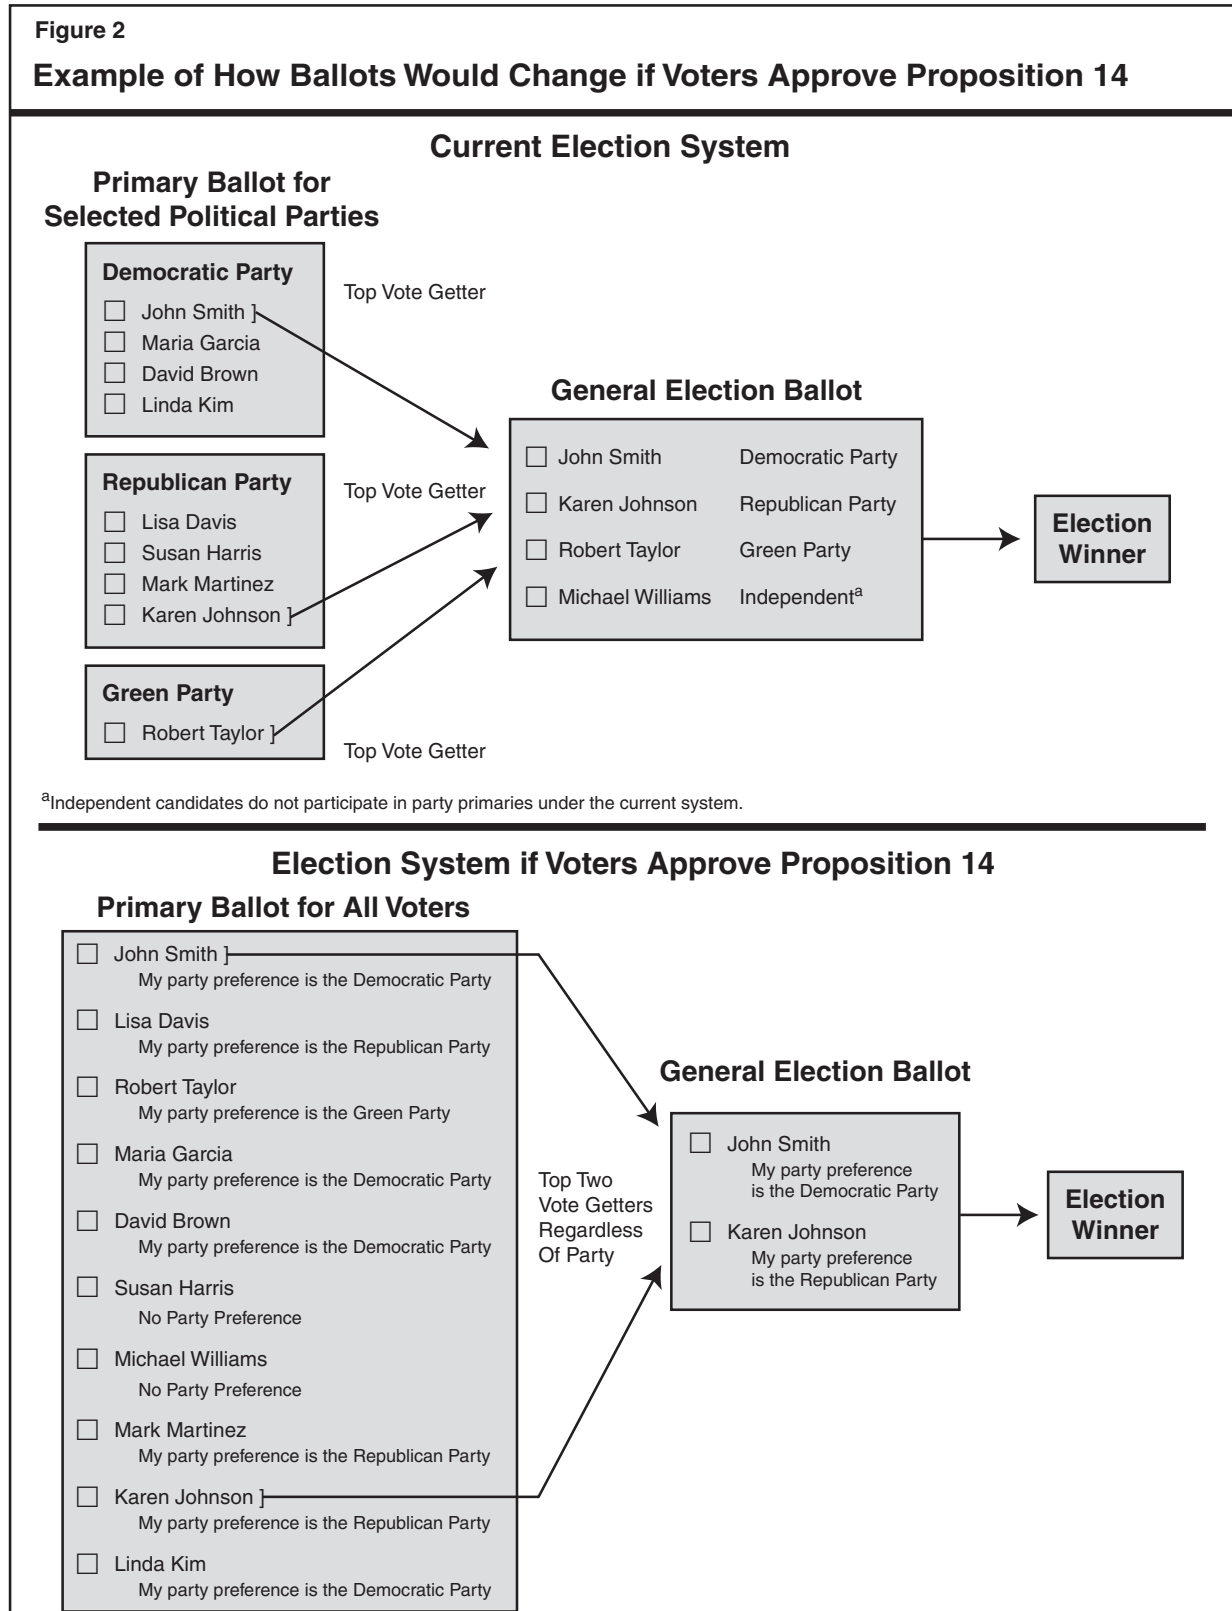 Figure 2
Example of How Ballots Would Change if Voters Approve Proposition 14
Current Election System
Primary Ballot for
Selected Political Parties
Democratic Party
John Smith ]
Maria Garcia
David Brown
Linda Kim
Top Vote Getter
Republican Party
Lisa Davis
Susan Harris
Mark Martinez
Karen Johnson ]
Top Vote Getter
Green Party
Robert Taylor ]
Top Vote Getter
General Election Ballot
John Smith Democratic Party
Karen Johnson Republican Party
Robert Taylor Green Party
Michael Williams Independentᵃ
Election
Winner
ᵃIndependent candidates do not participate in party primaries under the current system.
Election System if Voters Approve Proposition 14
Primary Ballot for All Voters
John Smith ]
My party preference is the Democratic Party
Lisa Davis
My party preference is the Republican Party
Robert Taylor
My party preference is the Green Party
Maria Garcia
My party preference is the Democratic Party
David Brown
My party preference is the Democratic Party
Susan Harris
No Party Preference
Michael Williams
No Party Preference
Mark Martinez
My party preference is the Republican Party
Karen Johnson ]
My party preference is the Republican Party
Linda Kim
My party preference is the Democratic Party
Top Two
Vote Getters
Regardless
Of Party
General Election Ballot
John Smith
My party preference
is the Democratic Party
Karen Johnson
My party preference
is the Republican Party
Election
Winner